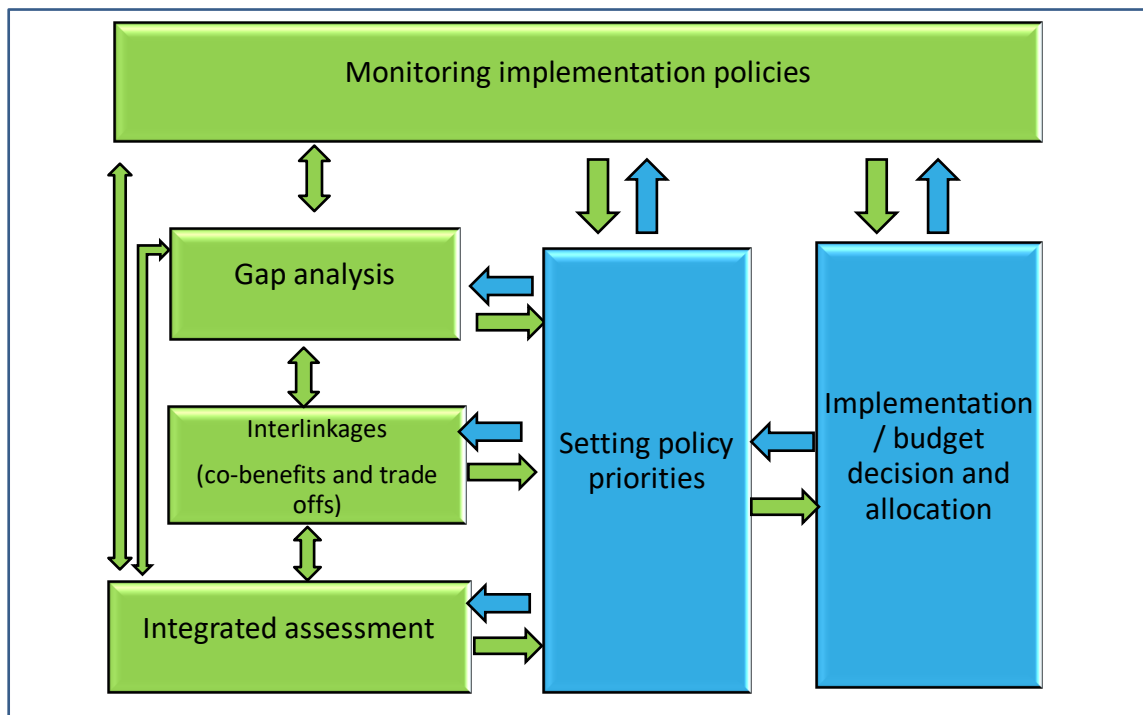 Monitoring implementation policies
Gap analysis
Interlinkages
(co-benefits and trade
offs)
Integrated assessment
Setting policy
priorities
Implementation
/ budget
decision and
allocation